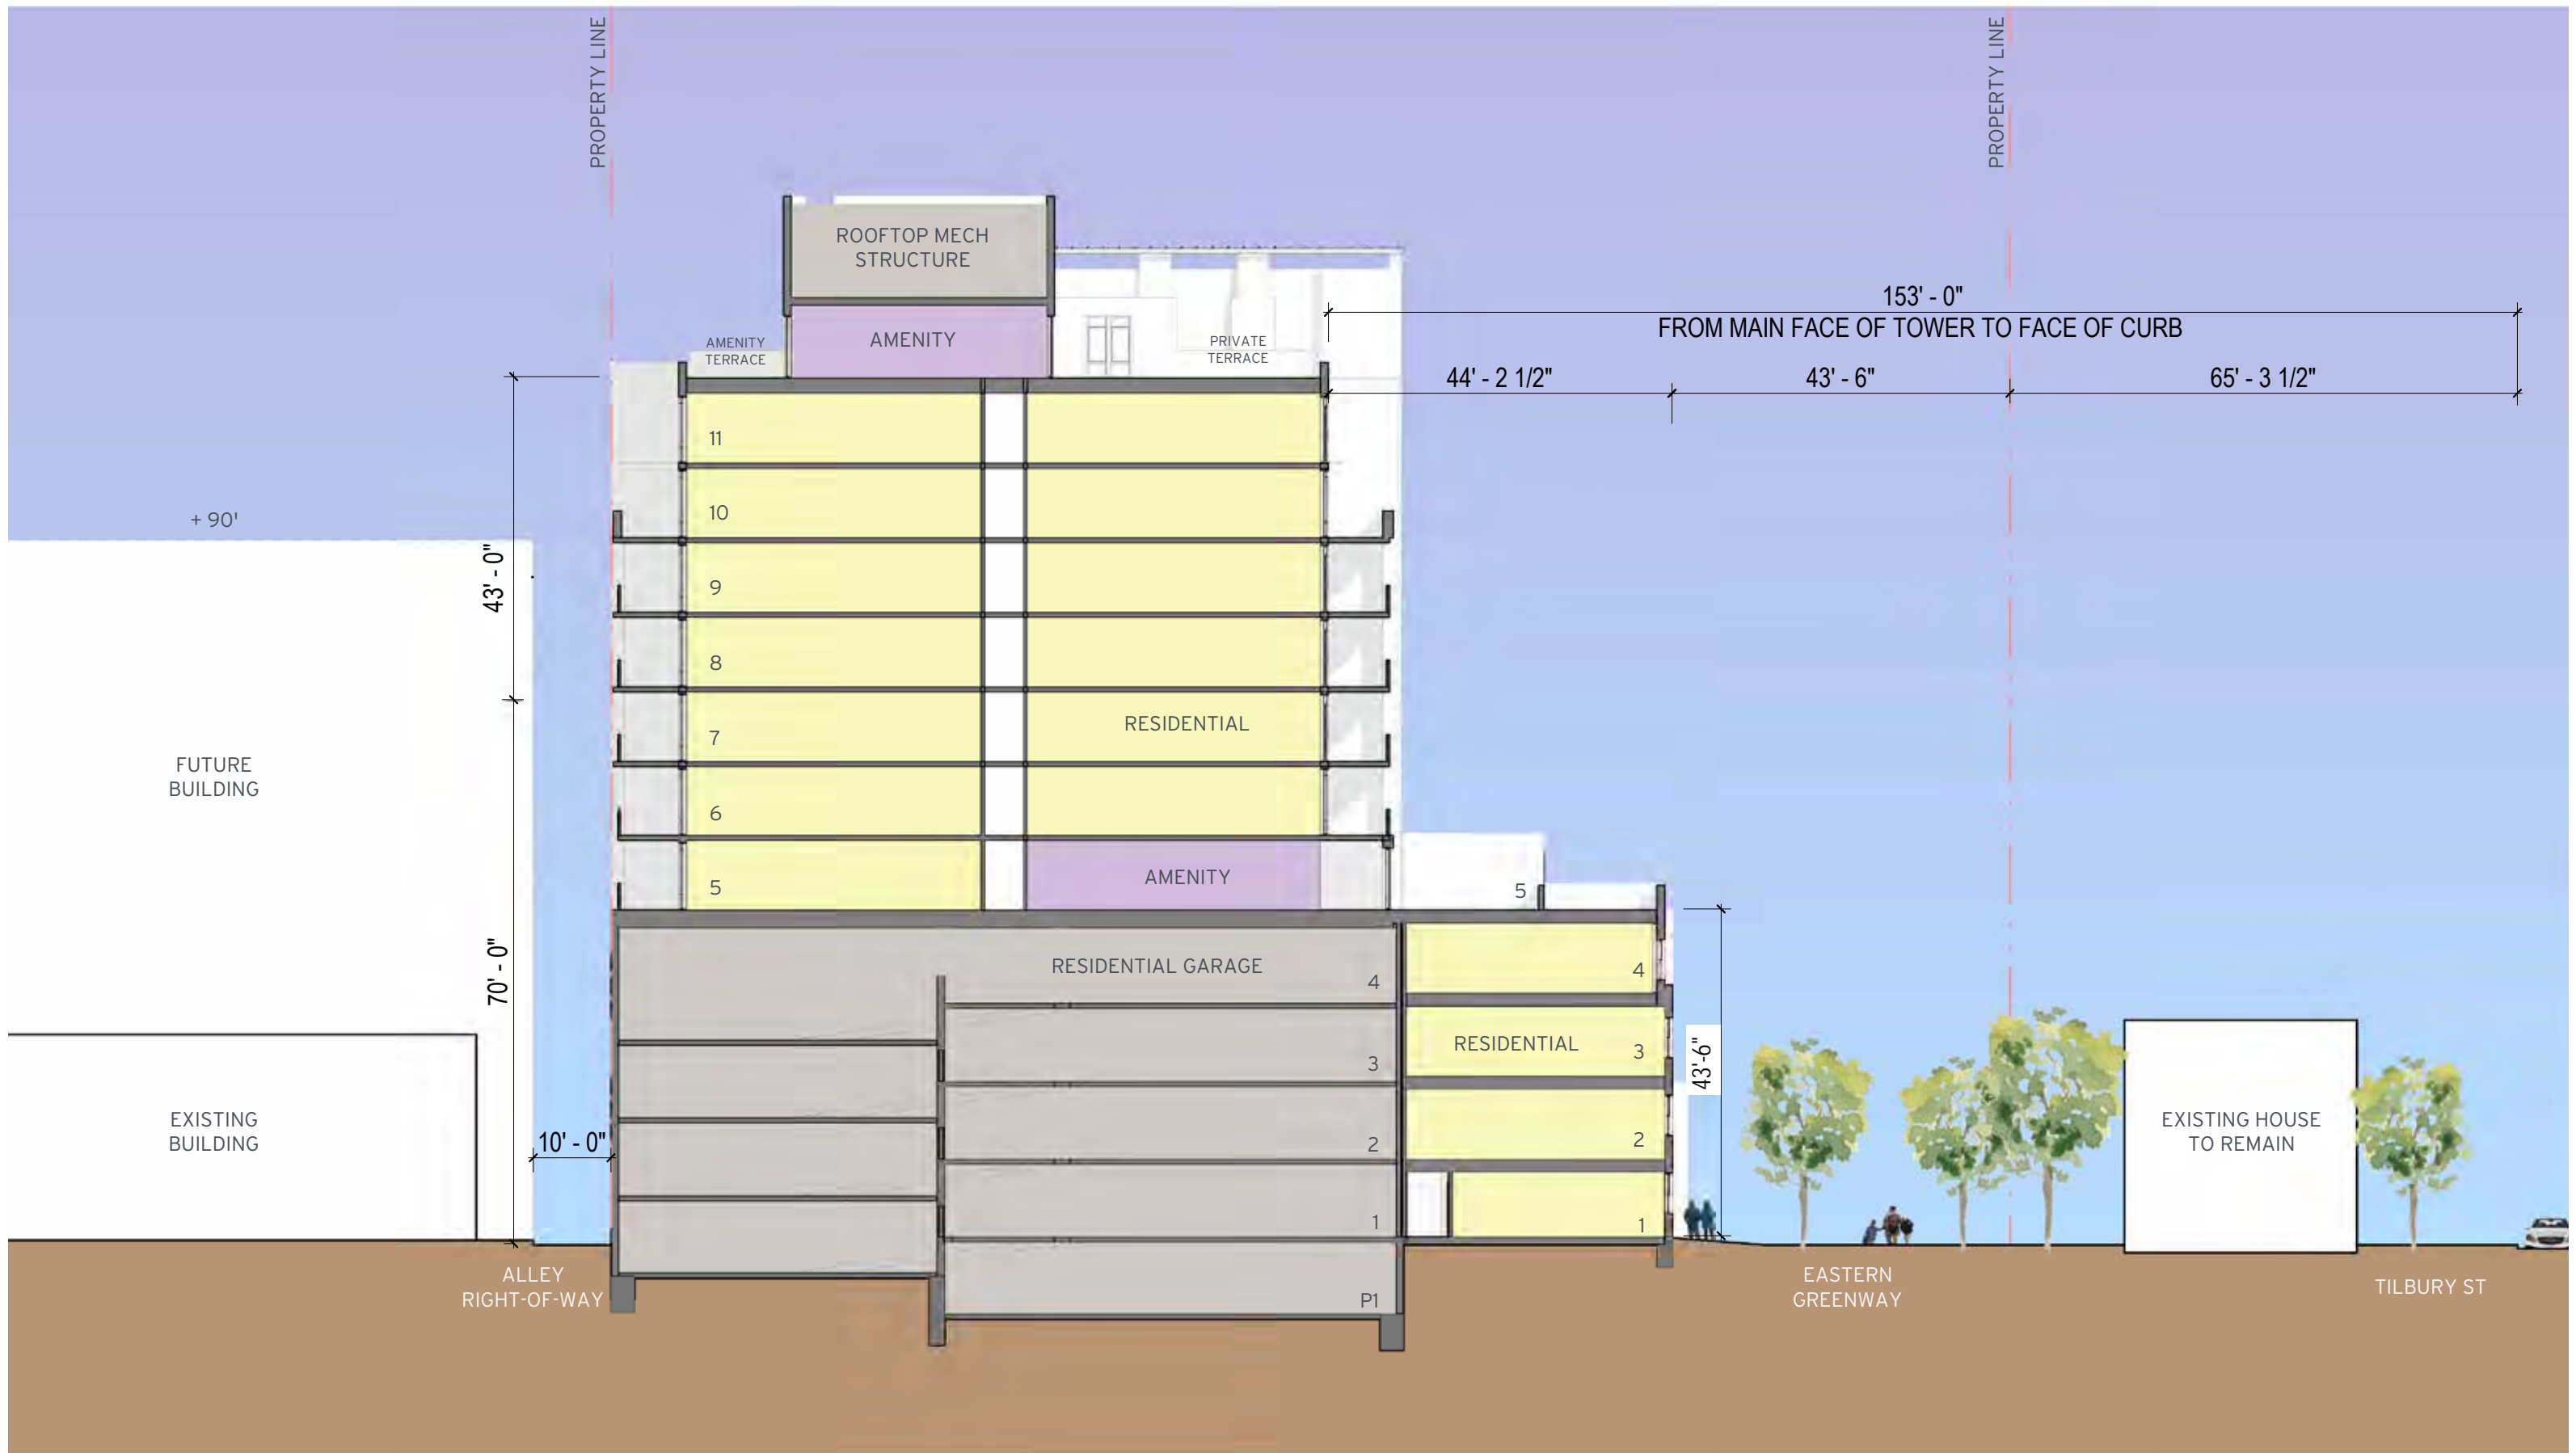 PROPERTY LINE
PROPERTY LINE
ROOFTOP MECH
STRUCTURE
153' - 0"
FROM MAIN FACE OF TOWER TO FACE OF CURB
AMENITY
TERRACE
AMENITY
PRIVATE
TERRACE
44' - 2 1/2"
43' - 6"
65' - 3 1/2"
11
10
+ 90'
43' - 0"
9
8
7
RESIDENTIAL
FUTURE
BUILDING
6
5
AMENITY
5
70' - 0"
RESIDENTIAL GARAGE
4
4
3
RESIDENTIAL
3
43'-6"
EXISTING
BUILDING
10' - 0"
2
2
EXISTING HOUSE
TO REMAIN
1
1
ALLEY
RIGHT-OF-WAY
P1
EASTERN
GREENWAY
TILBURY ST